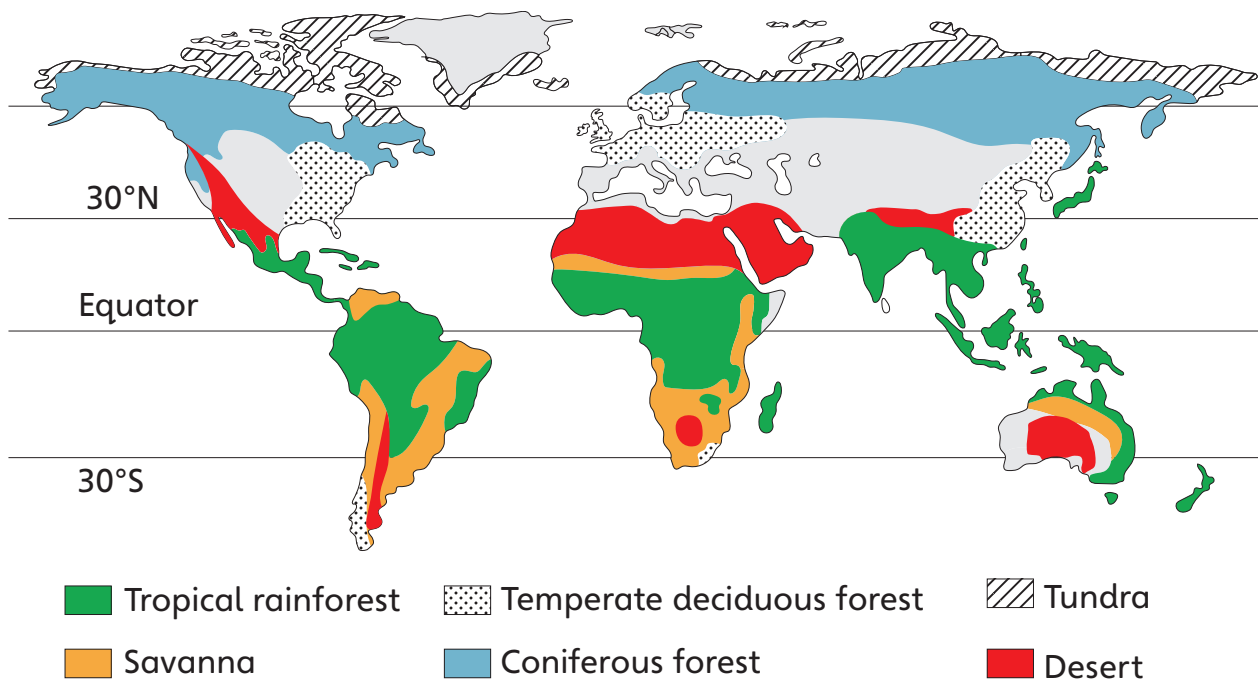 30°N
Equator
30°S
Tropical rainforest
Temperate deciduous forest
Tundra
Savanna
Coniferous forest
Desert